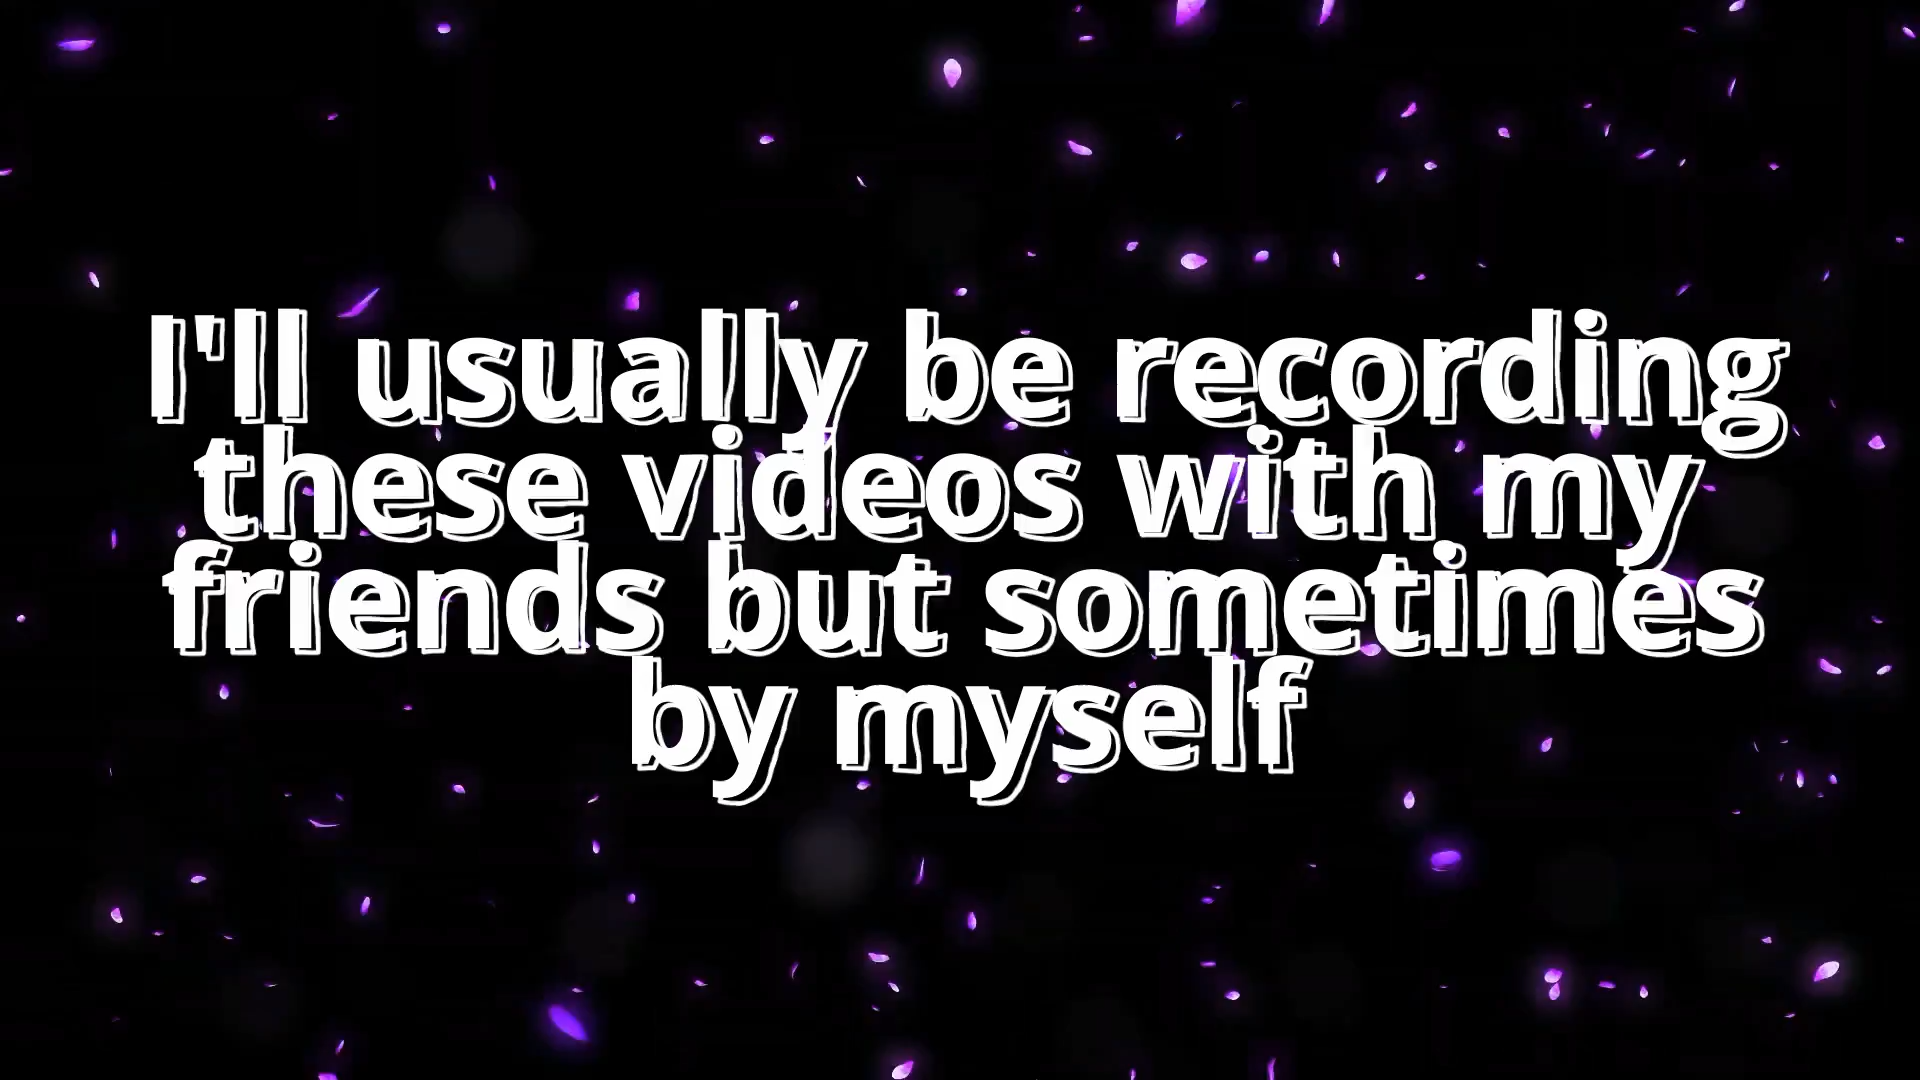 I'll usually be recording
these videos with my
friends but sometimes
by myself